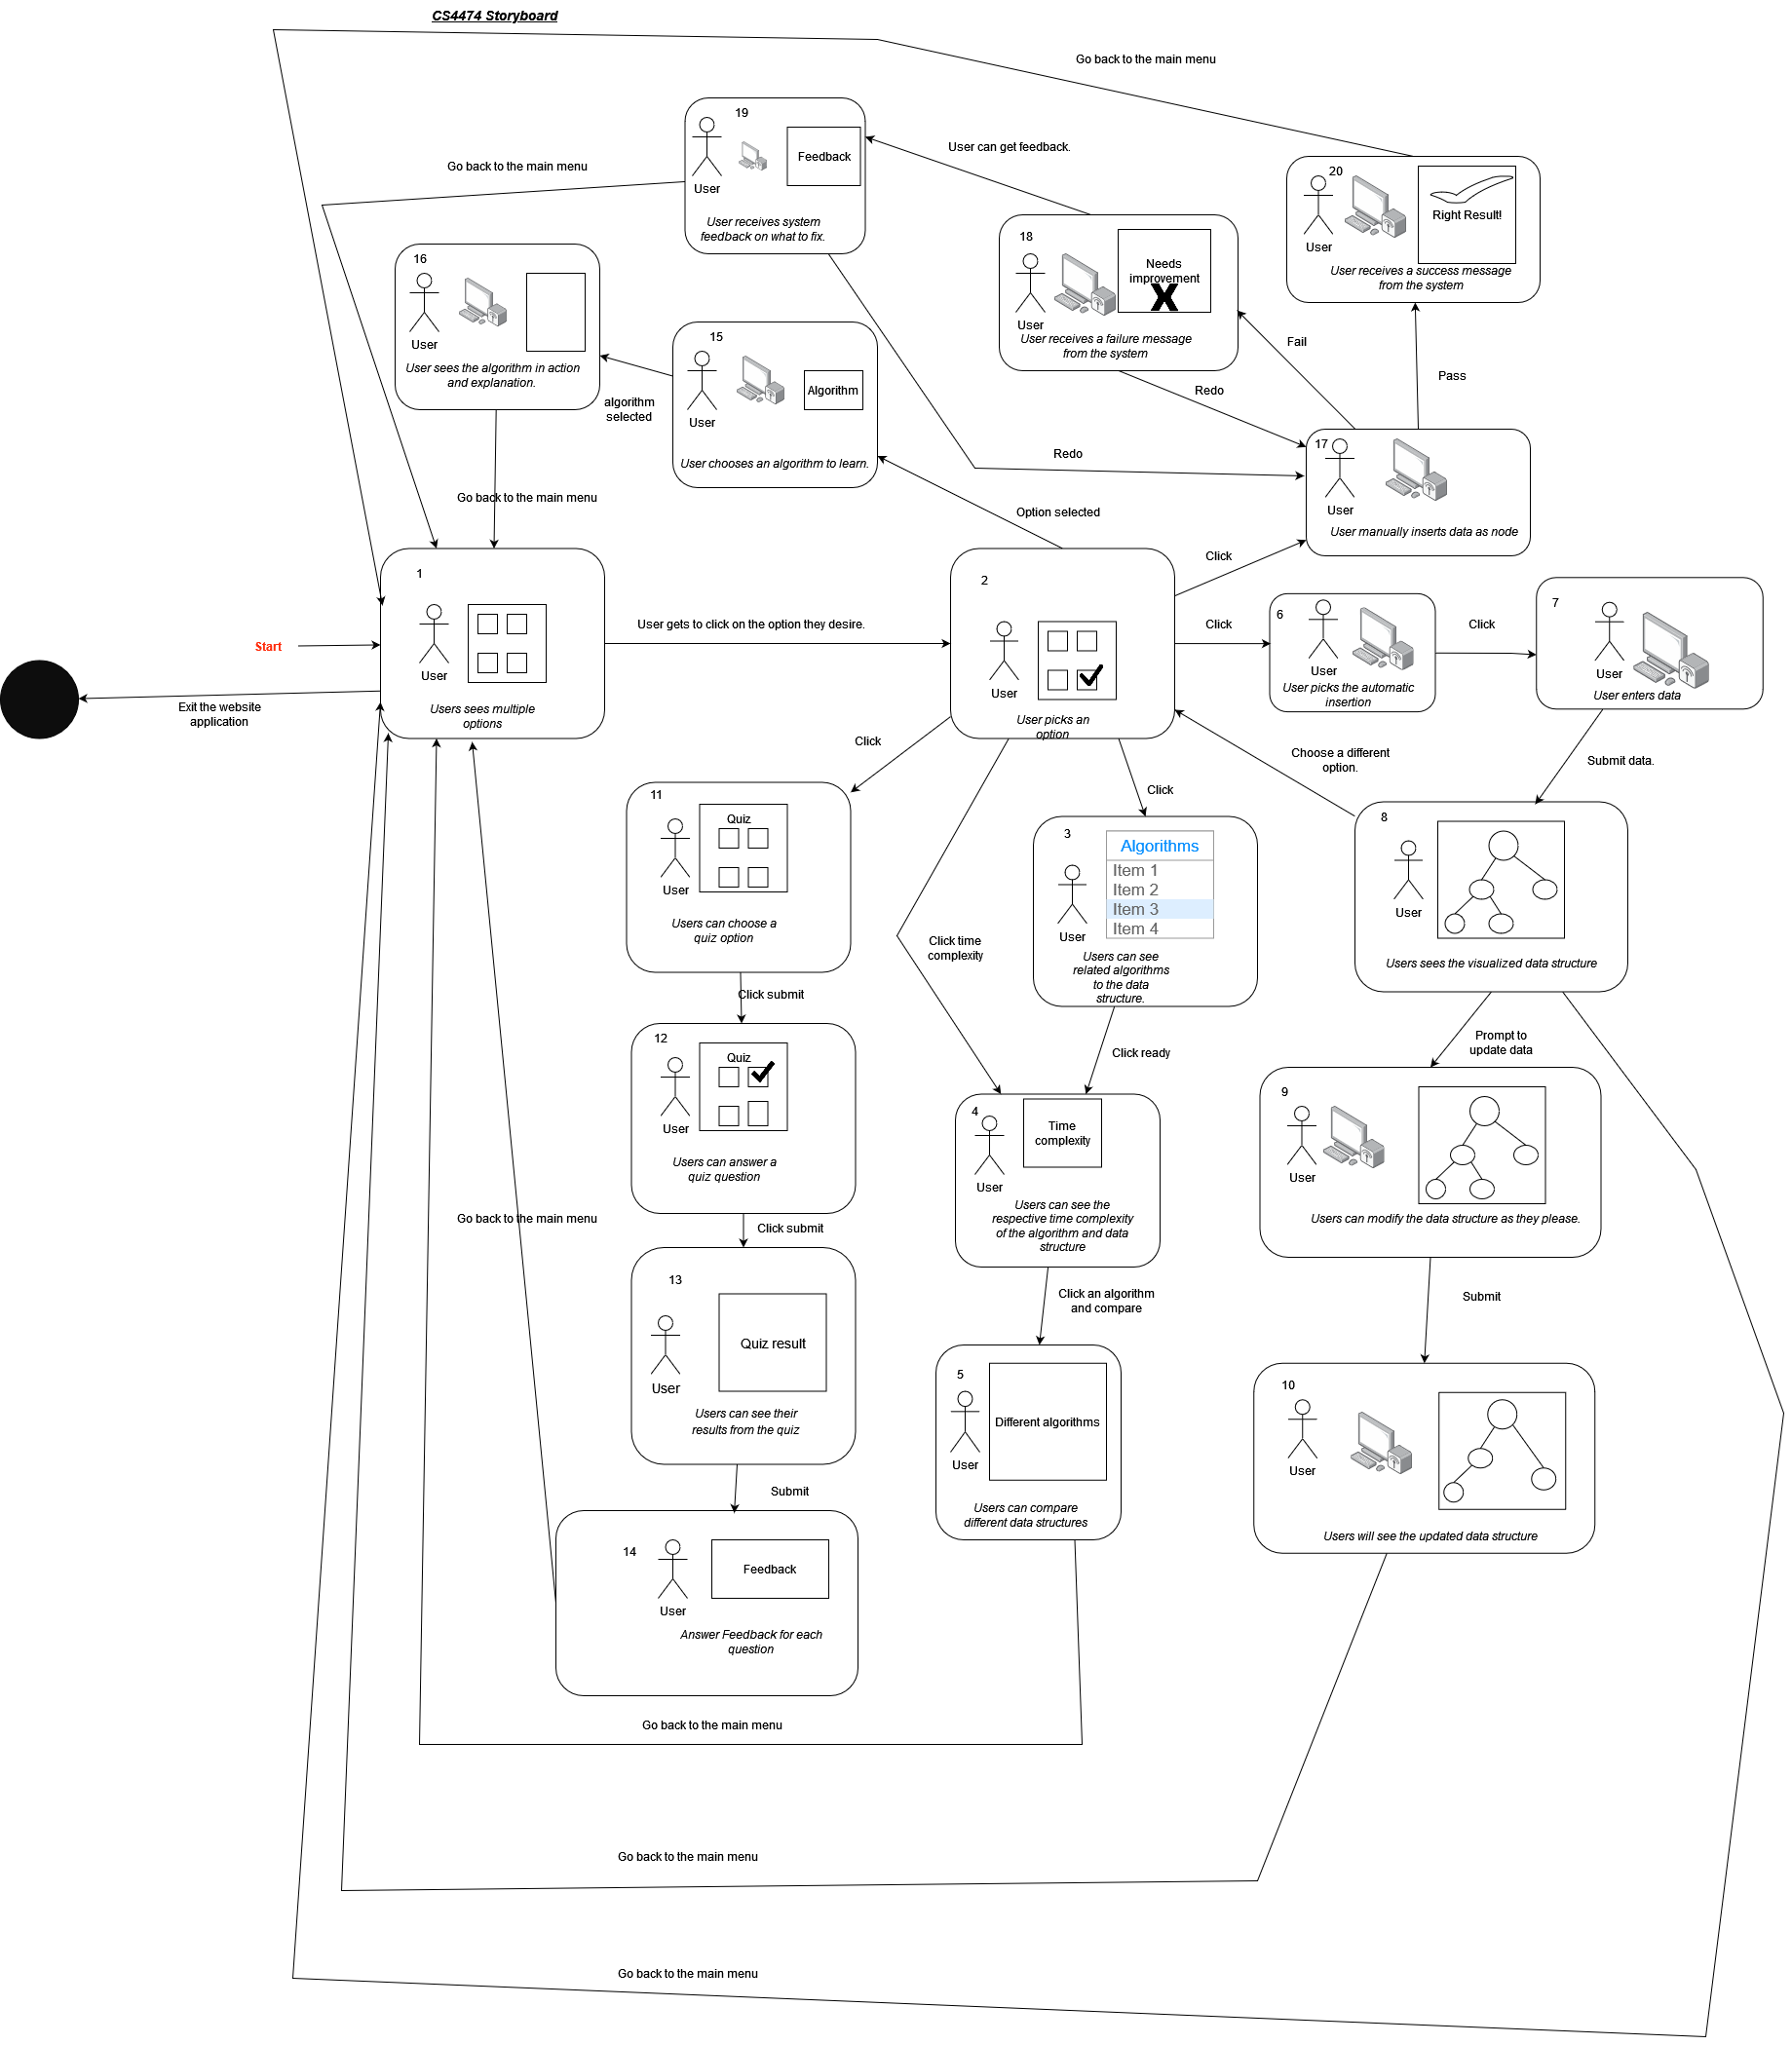 CS4474 Storyboard
Go back to the main menu
19
User
Feedback
User receives system
feedback on what to fix.
User can get feedback.
Go back to the main menu
20
User
Right Result!
User receives a success message
from the system
18
User
Needs
improvement
X
User receives a failure message
from the system
Fail
Pass
Redo
16
User
User sees the algorithm in action
and explanation.
algorithm
selected
15
User
Algorithm
User chooses an algorithm to learn.
Redo
17
User
User manually inserts data as node
Go back to the main menu
Option selected
Click
1
User
Users sees multiple
options
Start
Exit the website
application
User gets to click on the option they desire.
2
User
User picks an
option
Click
6
User
User picks the automatic
insertion
Click
7
User
User enters data
Submit data.
Choose a different
option.
Click
Click
11
Quiz
User
Users can choose a
quiz option
3
Algorithms
Item 1
Item 2
Item 3
Item 4
User
Users can see
related algorithms
to the data
structure.
8
User
Users sees the visualized data structure
Click time
complexity
Click submit
Click ready
Prompt to
update data
12
Quiz
User
Users can answer a
quiz question
4
User
Time
complexity
Users can see the
respective time complexity
of the algorithm and data
structure
9
User
Users can modify the data structure as they please.
Go back to the main menu
Click submit
Click an algorithm
and compare
Submit
13
User
Quiz result
Users can see their
results from the quiz
5
User
Different algorithms
Users can compare
different data structures
10
User
Users will see the updated data structure
Submit
14
User
Feedback
Answer Feedback for each
question
Go back to the main menu
Go back to the main menu
Go back to the main menu